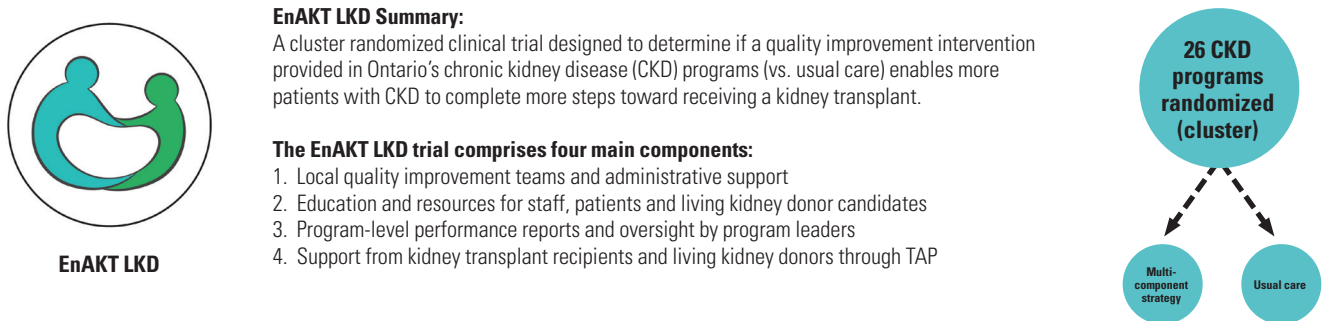 EnAKT LKD
EnAKT LKD Summary:
A cluster randomized clinical trial designed to determine if a quality improvement intervention
provided in Ontario's chronic kidney disease (CKD) programs (vs. usual care) enables more
patients with CKD to complete more steps toward receiving a kidney transplant.
The EnAKT LKD trial comprises four main components:
1. Local quality improvement teams and administrative support
2. Education and resources for staff, patients and living kidney donor candidates
3. Program-level performance reports and oversight by program leaders
4. Support from kidney transplant recipients and living kidney donors through TAP
26 CKD
programs
randomized
(cluster)
Multi-
component
strategy
Usual care